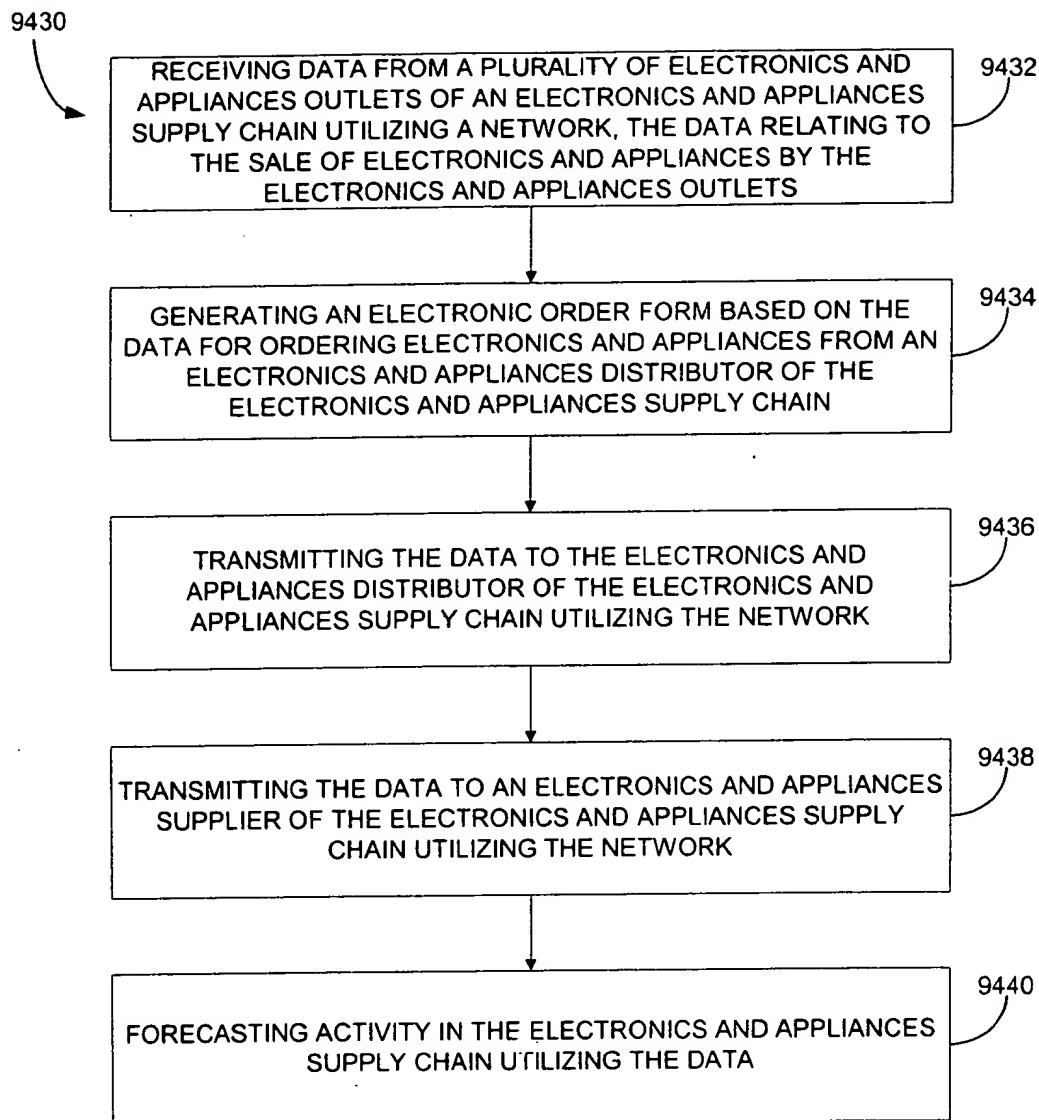 9430
RECEIVING DATA FROM A PLURALITY OF ELECTRONICS AND
APPLIANCES OUTLETS OF AN ELECTRONICS AND APPLIANCES
SUPPLY CHAIN UTILIZING A NETWORK, THE DATA RELATING TO
THE SALE OF ELECTRONICS AND APPLIANCES BY THE
ELECTRONICS AND APPLIANCES OUTLETS
9432
GENERATING AN ELECTRONIC ORDER FORM BASED ON THE
DATA FOR ORDERING ELECTRONICS AND APPLIANCES FROM AN
ELECTRONICS AND APPLIANCES DISTRIBUTOR OF THE
ELECTRONICS AND APPLIANCES SUPPLY CHAIN
9434
TRANSMITTING THE DATA TO THE ELECTRONICS AND
APPLIANCES DISTRIBUTOR OF THE ELECTRONICS AND
APPLIANCES SUPPLY CHAIN UTILIZING THE NETWORK
9436
TRANSMITTING THE DATA TO AN ELECTRONICS AND APPLIANCES
SUPPLIER OF THE ELECTRONICS AND APPLIANCES SUPPLY
CHAIN UTILIZING THE NETWORK
9438
FORECASTING ACTIVITY IN THE ELECTRONICS AND APPLIANCES
SUPPLY CHAIN UTILIZING THE DATA
9440